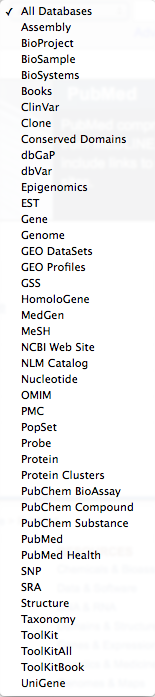 ✓ All Databases
Assembly
BioProject
BioSample
BioSystems
Books
ClinVar
Clone
Conserved Domains
dbGaP
dbVar
Epigenomics
EST
Gene
Genome
GEO DataSets
GEO Profiles
GSS
HomoloGene
MedGen
MeSH
NCBI Web Site
NLM Catalog
Nucleotide
OMIM
PMC
PopSet
Probe
Protein
Protein Clusters
PubChem BioAssay
PubChem Compound
PubChem Substance
PubMed
PubMed Health
SNP
SRA
Structure
Taxonomy
ToolKit
ToolKitAll
ToolKitBook
UniGene